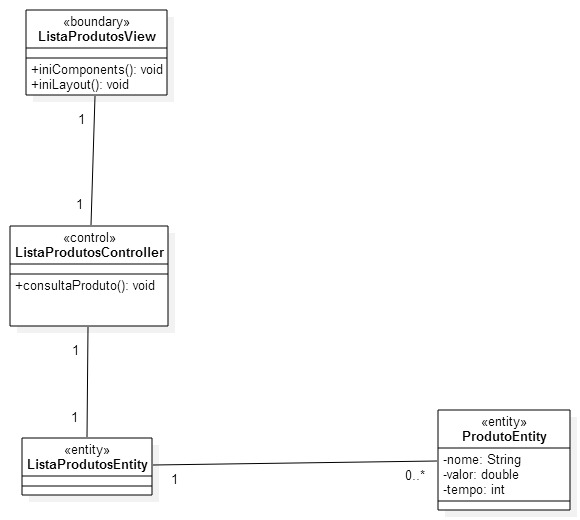 «boundary»
ListaProdutosView
+iniComponents(): void
+iniLayout(): void
1
1
«control»
ListaProdutosController
+consultaProduto(): void
1
1
«entity»
ListaProdutosEntity
1
0..*
«entity»
ProdutoEntity
-nome: String
-valor: double
-tempo: int